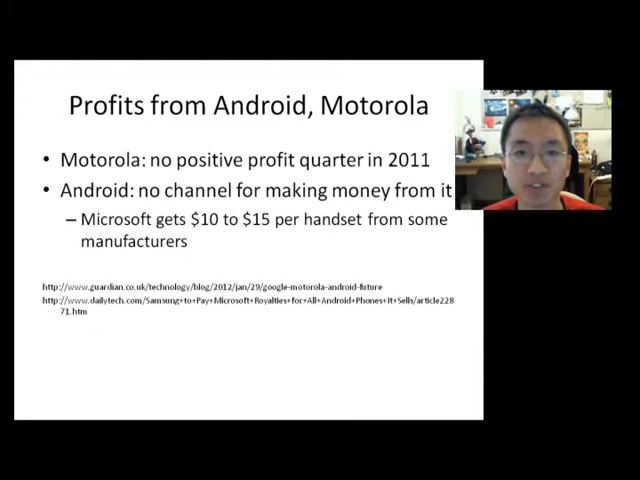 Profits from Android, Motorola
• Motorola: no positive profit quarter in 2011
• Android: no channel for making money from it
– Microsoft gets $10 to $15 per handset from some
manufacturers
http://www.guardian.co.uk/technology/blog/2012/jan/29/google-motorola-android-future
http://www.dailytech.com/Samsung+to+Pay+Microsoft+Royalties+for+All+Android+Phones+It+Sells/article228
71.htm